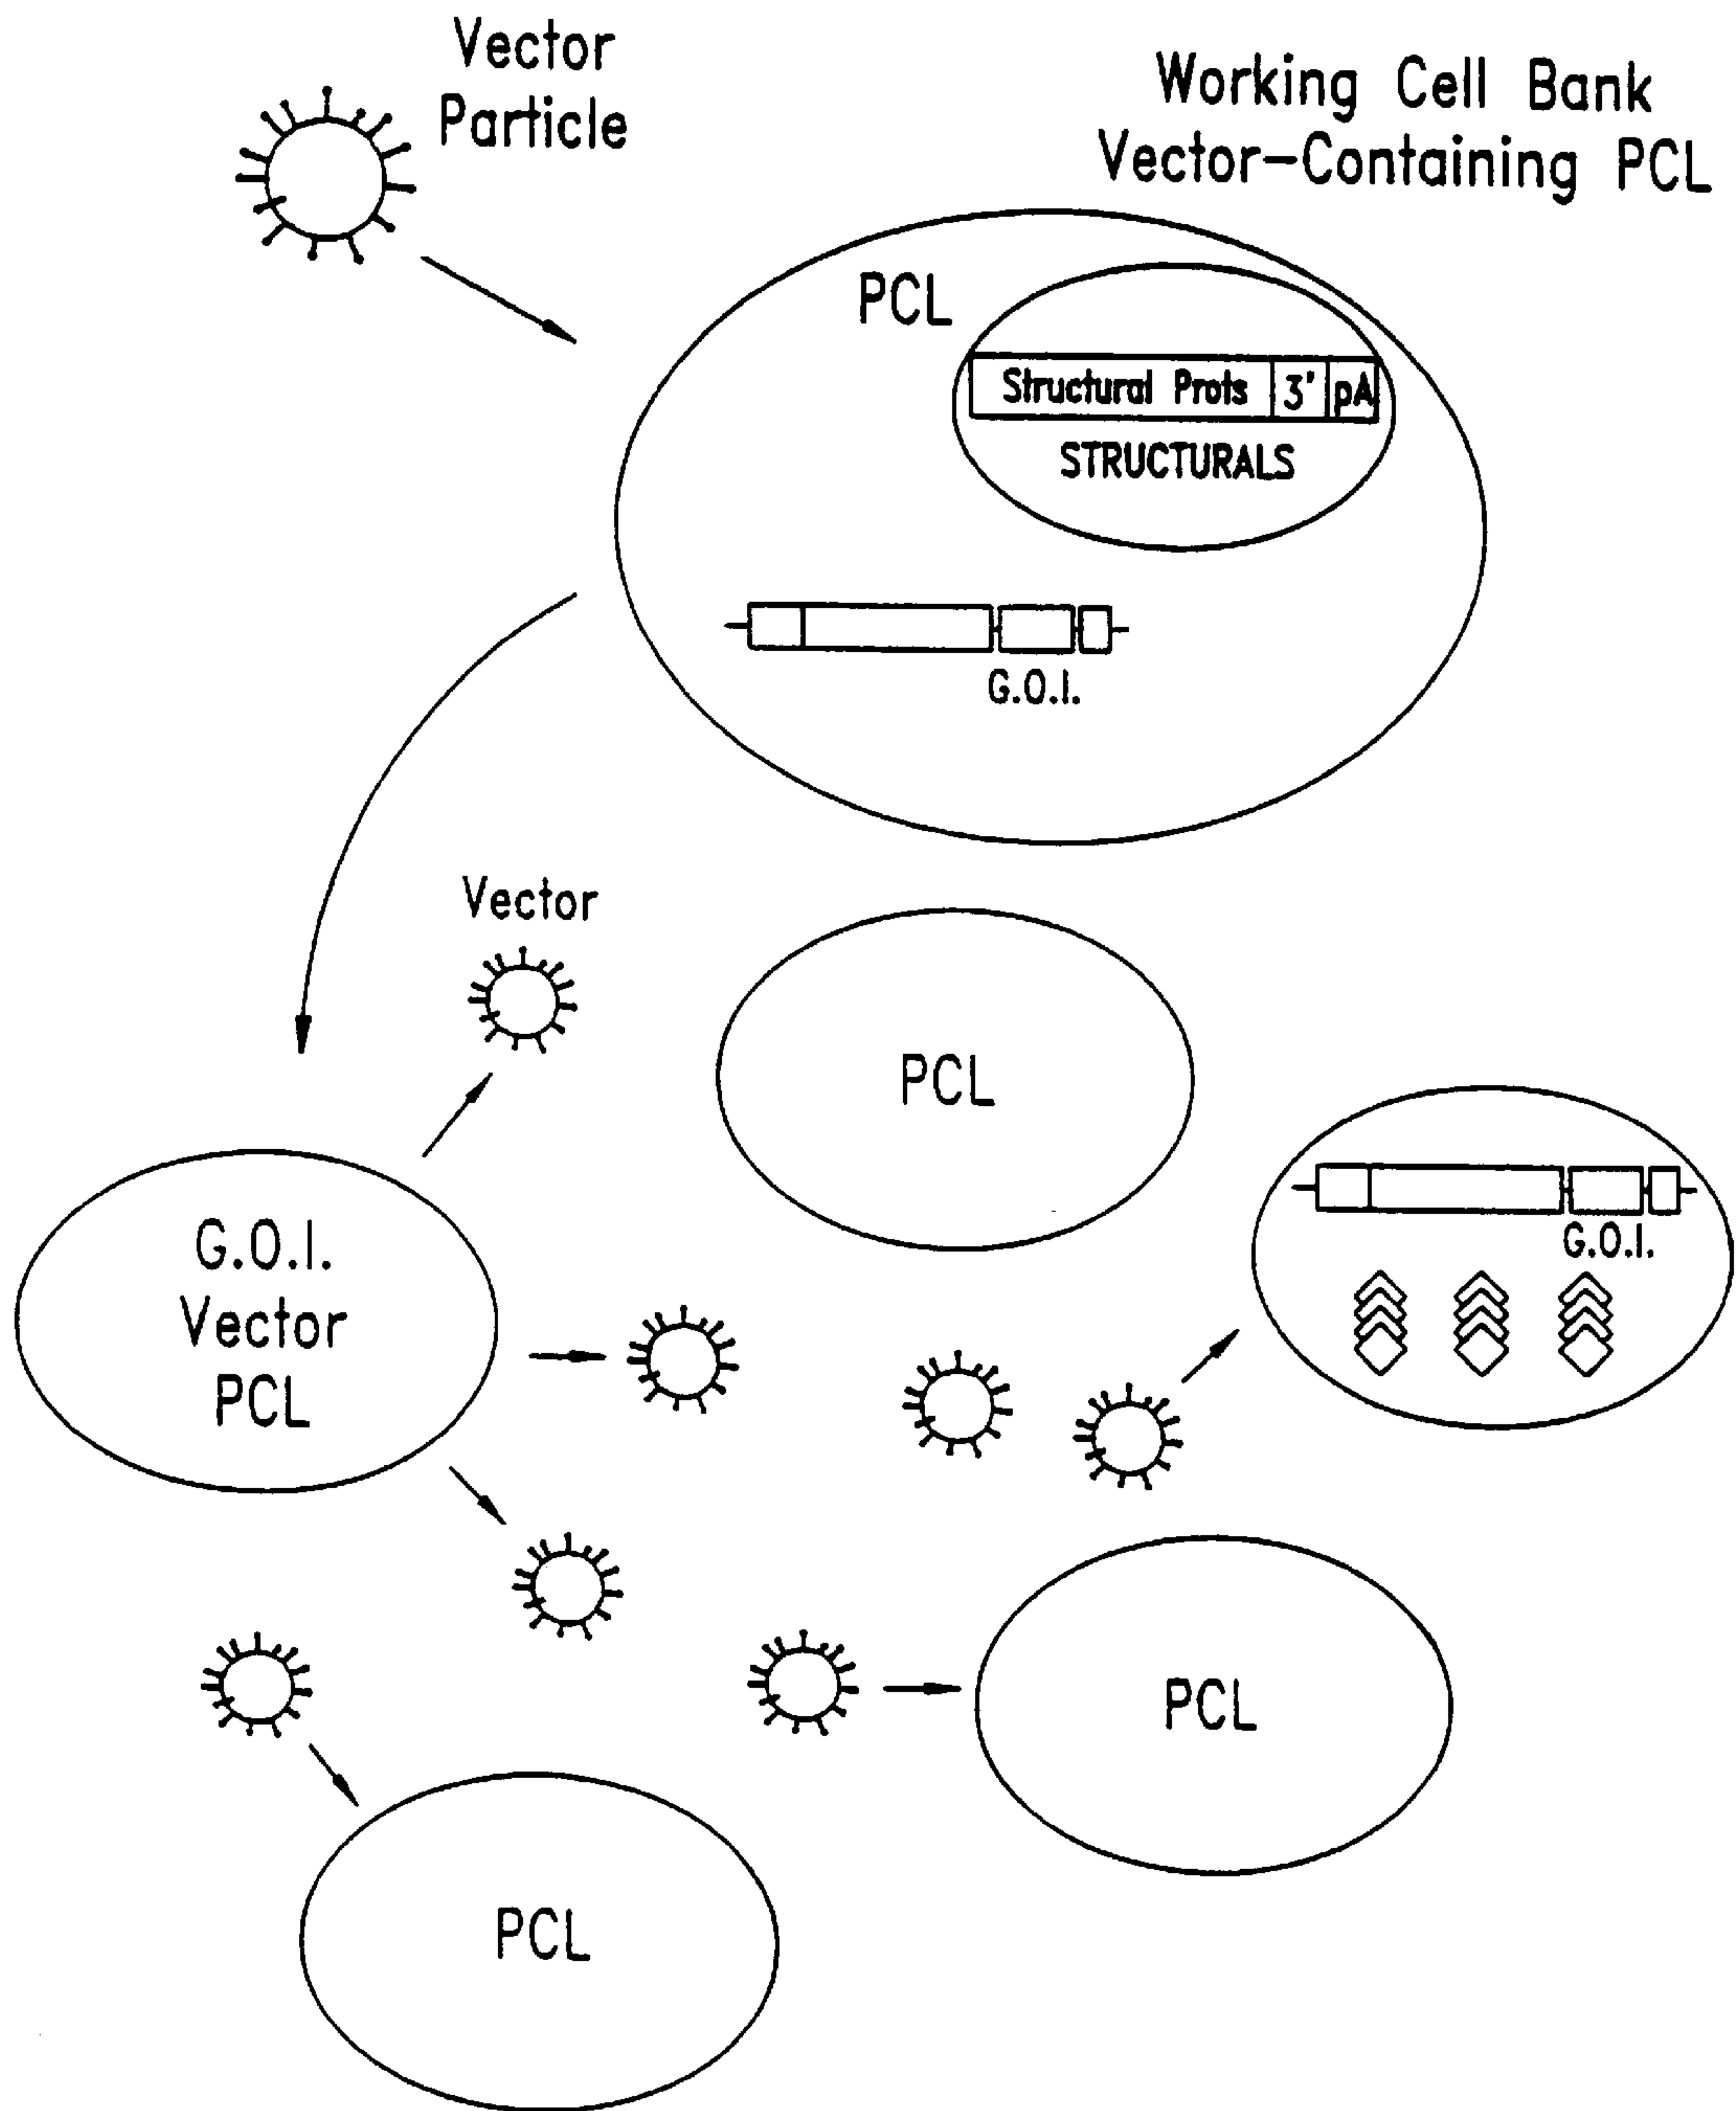 Vector
Particle
Working Cell Bank
Vector-Containing PCL
PCL
Structural Prots 3' pA
STRUCTURALS
G.O.I.
Vector
PCL
G.O.I.
G.O.I.
Vector
PCL
PCL
PCL